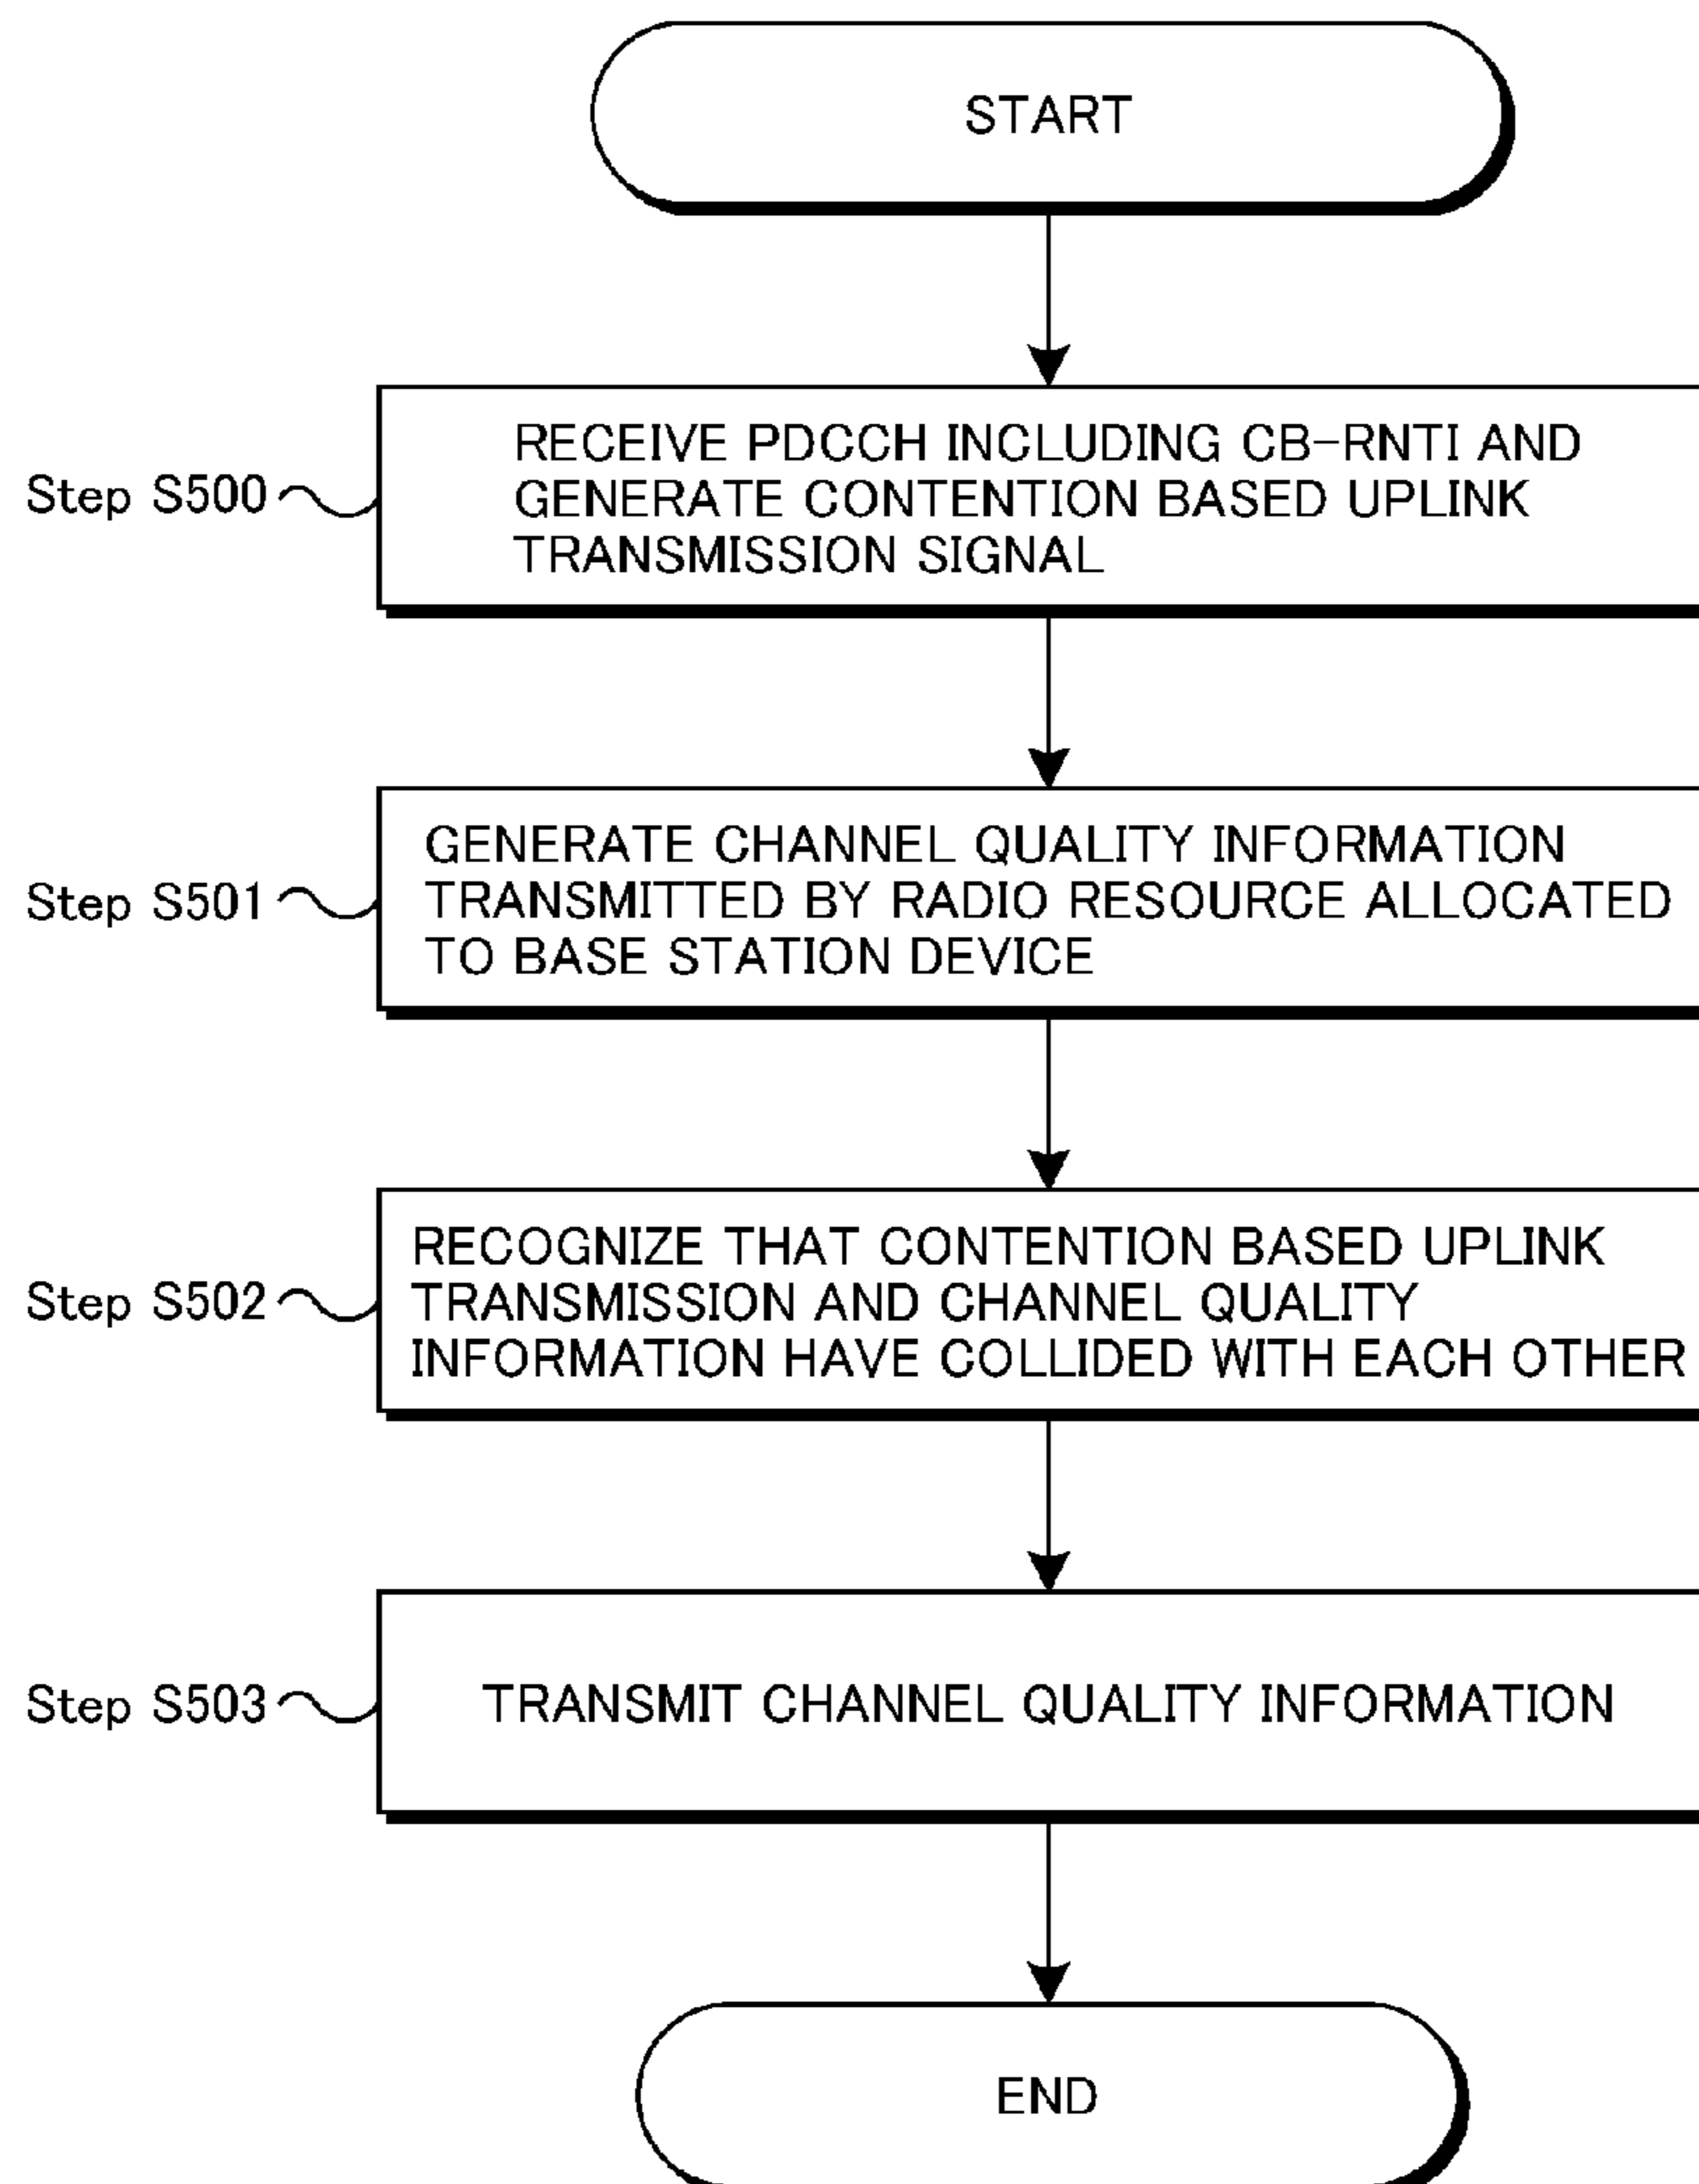 START
RECEIVE PDCCH INCLUDING CB-RNTI AND
GENERATE CONTENTION BASED UPLINK
TRANSMISSION SIGNAL
Step S500
GENERATE CHANNEL QUALITY INFORMATION
TRANSMITTED BY RADIO RESOURCE ALLOCATED
TO BASE STATION DEVICE
Step S501
RECOGNIZE THAT CONTENTION BASED UPLINK
TRANSMISSION AND CHANNEL QUALITY
INFORMATION HAVE COLLIDED WITH EACH OTHER
Step S502
TRANSMIT CHANNEL QUALITY INFORMATION
Step S503
END